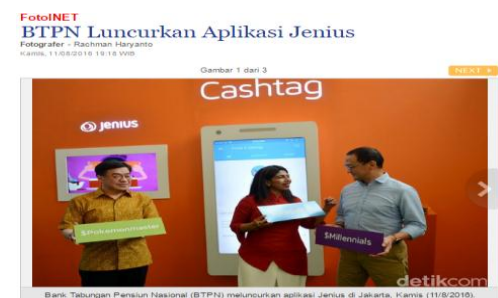 FotoINET
BTPN Luncurkan Aplikasi Jenius
Fotografer - Rachman Haryanto
Kamis, 11/08/2016 19:18 WIB
Gambar 1 dari 3
NEXT
Cashtag
Jenius
$Pokemonmaster
$Millennials
detikcom
Bank Tabungan Pensiun Nasional (BTPN) meluncurkan aplikasi Jenius di Jakarta, Kamis (11/8/2016).